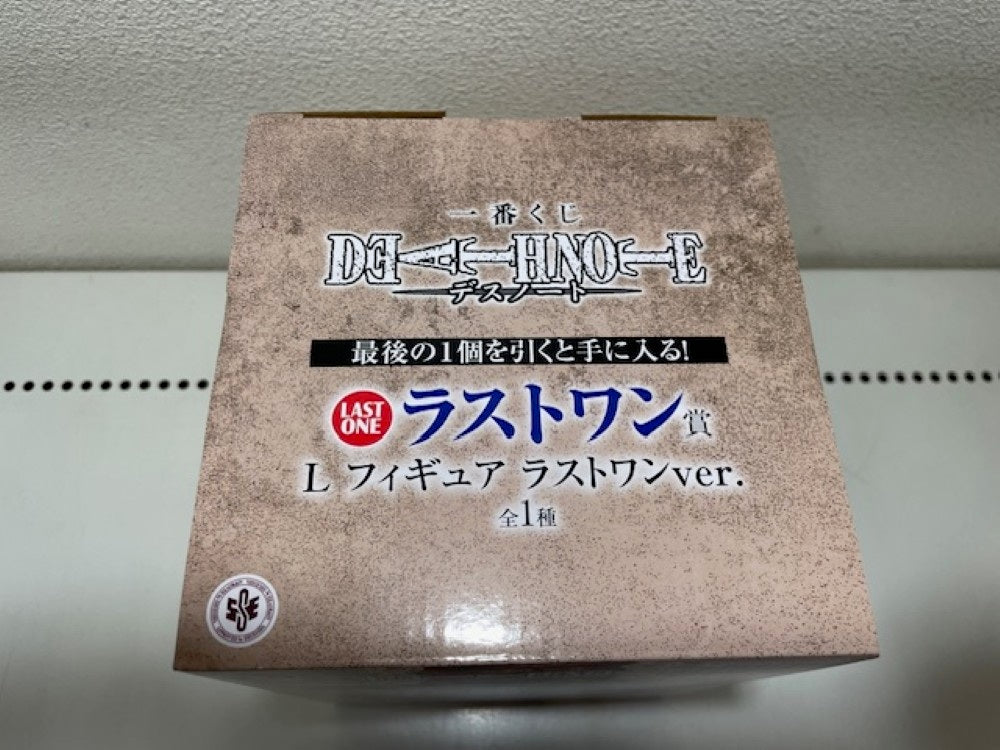 一番くじ
DEATH NOTE
デスノート
最後の1個を引くと手に入る!
LAST ONE ラストワン賞
L フィギュア ラストワンver.
全1種